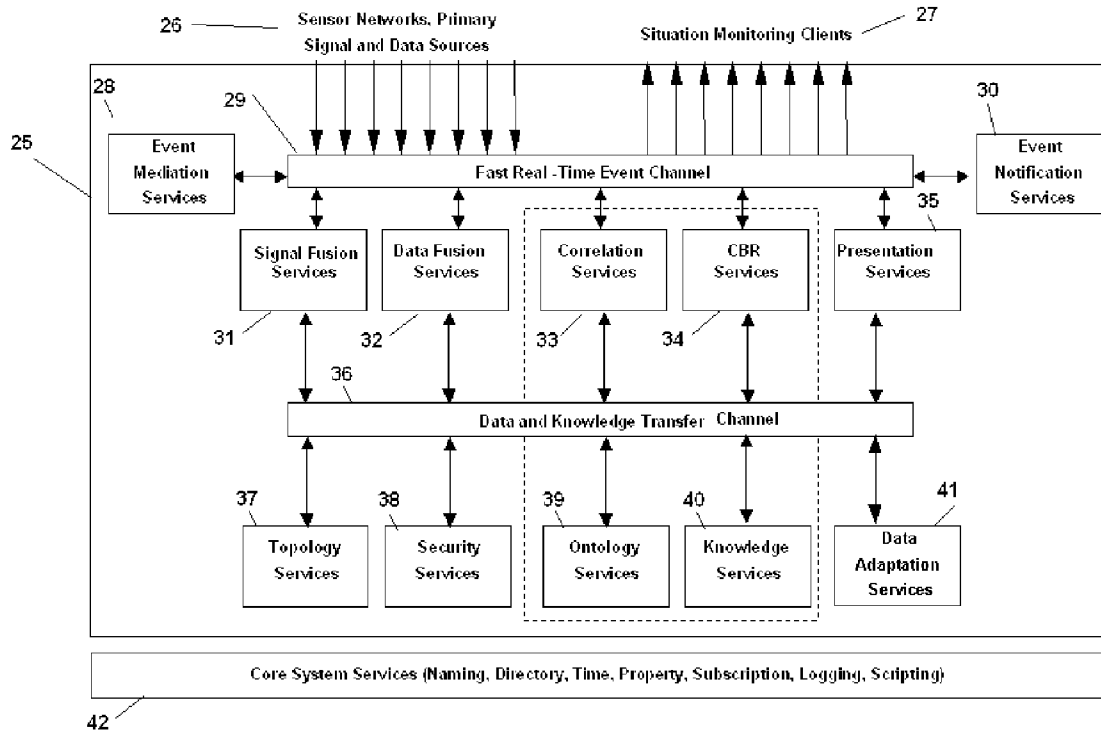 26
Sensor Networks, Primary
Signal and Data Sources
Situation Monitoring Clients
27
28
29
30
25
Event
Mediation
Services
Fast Real -Time Event Channel
Event
Notification
Services
35
Signal Fusion
Services
Data Fusion
Services
Correlation
Services
CBR
Services
Presentation
Services
31
32
33
34
36
Data and Knowledge Transfer Channel
37
38
39
40
41
Topology
Services
Security
Services
Ontology
Services
Knowledge
Services
Data
Adaptation
Services
Core System Services (Naming, Directory, Time, Property, Subscription, Logging, Scripting)
42